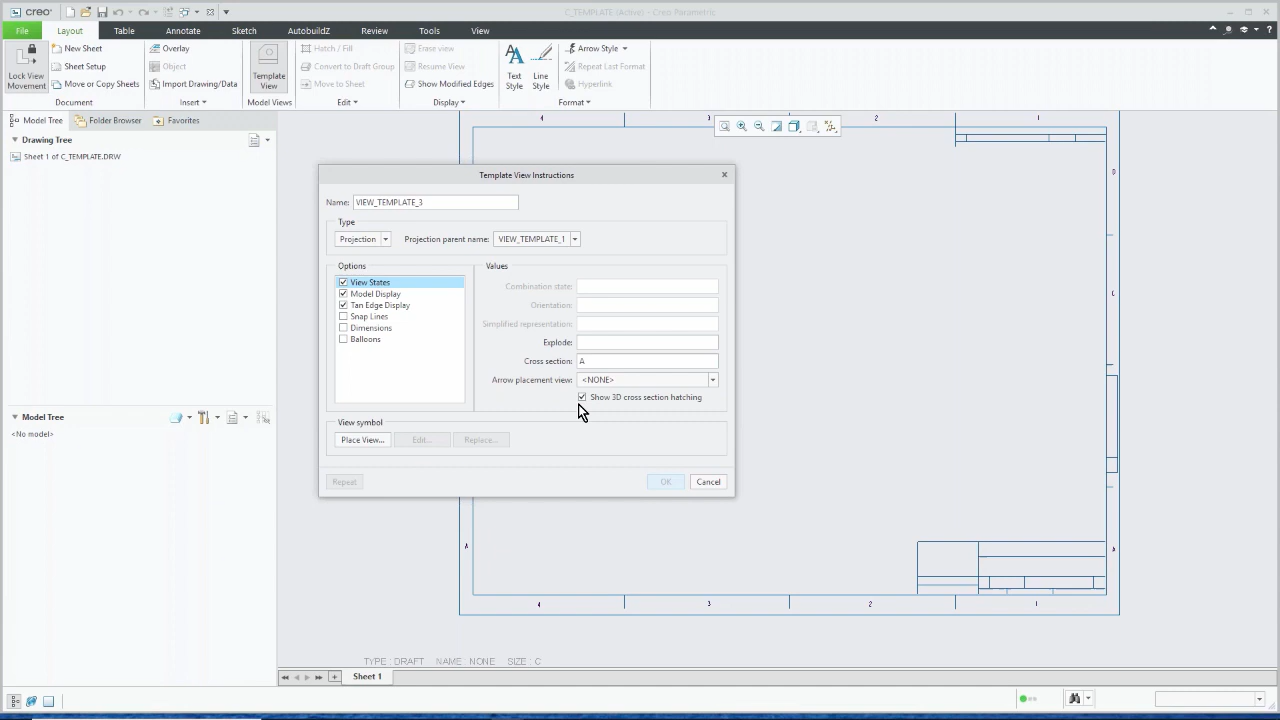 creo
C_TEMPLATE (Active) - Creo Parametric
File Layout Table Annotate Sketch AutobuildZ Review Tools View
Lock View Movement
New Sheet
Sheet Setup
Move or Copy Sheets
Document
Overlay
Object
Import Drawing/Data
Insert
Template View
Model Views
Hatch / Fill
Convert to Draft Group
Move to Sheet
Edit
Erase view
Resume View
Show Modified Edges
Display
Text Style
Line Style
Arrow Style
Repeat Last Format
Hyperlink
Format
Model Tree Folder Browser Favorites
Drawing Tree
Sheet 1 of C_TEMPLATE.DRW
Model Tree
<No model>
4 3 2 1
D
C
A A
4 3 2 1
Template View Instructions
Name: VIEW_TEMPLATE_3
Type
Projection Projection parent name: VIEW_TEMPLATE_1
Options
View States
Model Display
Tan Edge Display
Snap Lines
Dimensions
Balloons
Values
Combination state:
Orientation:
Simplified representation:
Explode:
Cross section: A
Arrow placement view: <NONE>
Show 3D cross section hatching
View symbol
Place View... Edit... Replace...
Repeat OK Cancel
TYPE : DRAFT NAME : NONE SIZE : C
Sheet 1